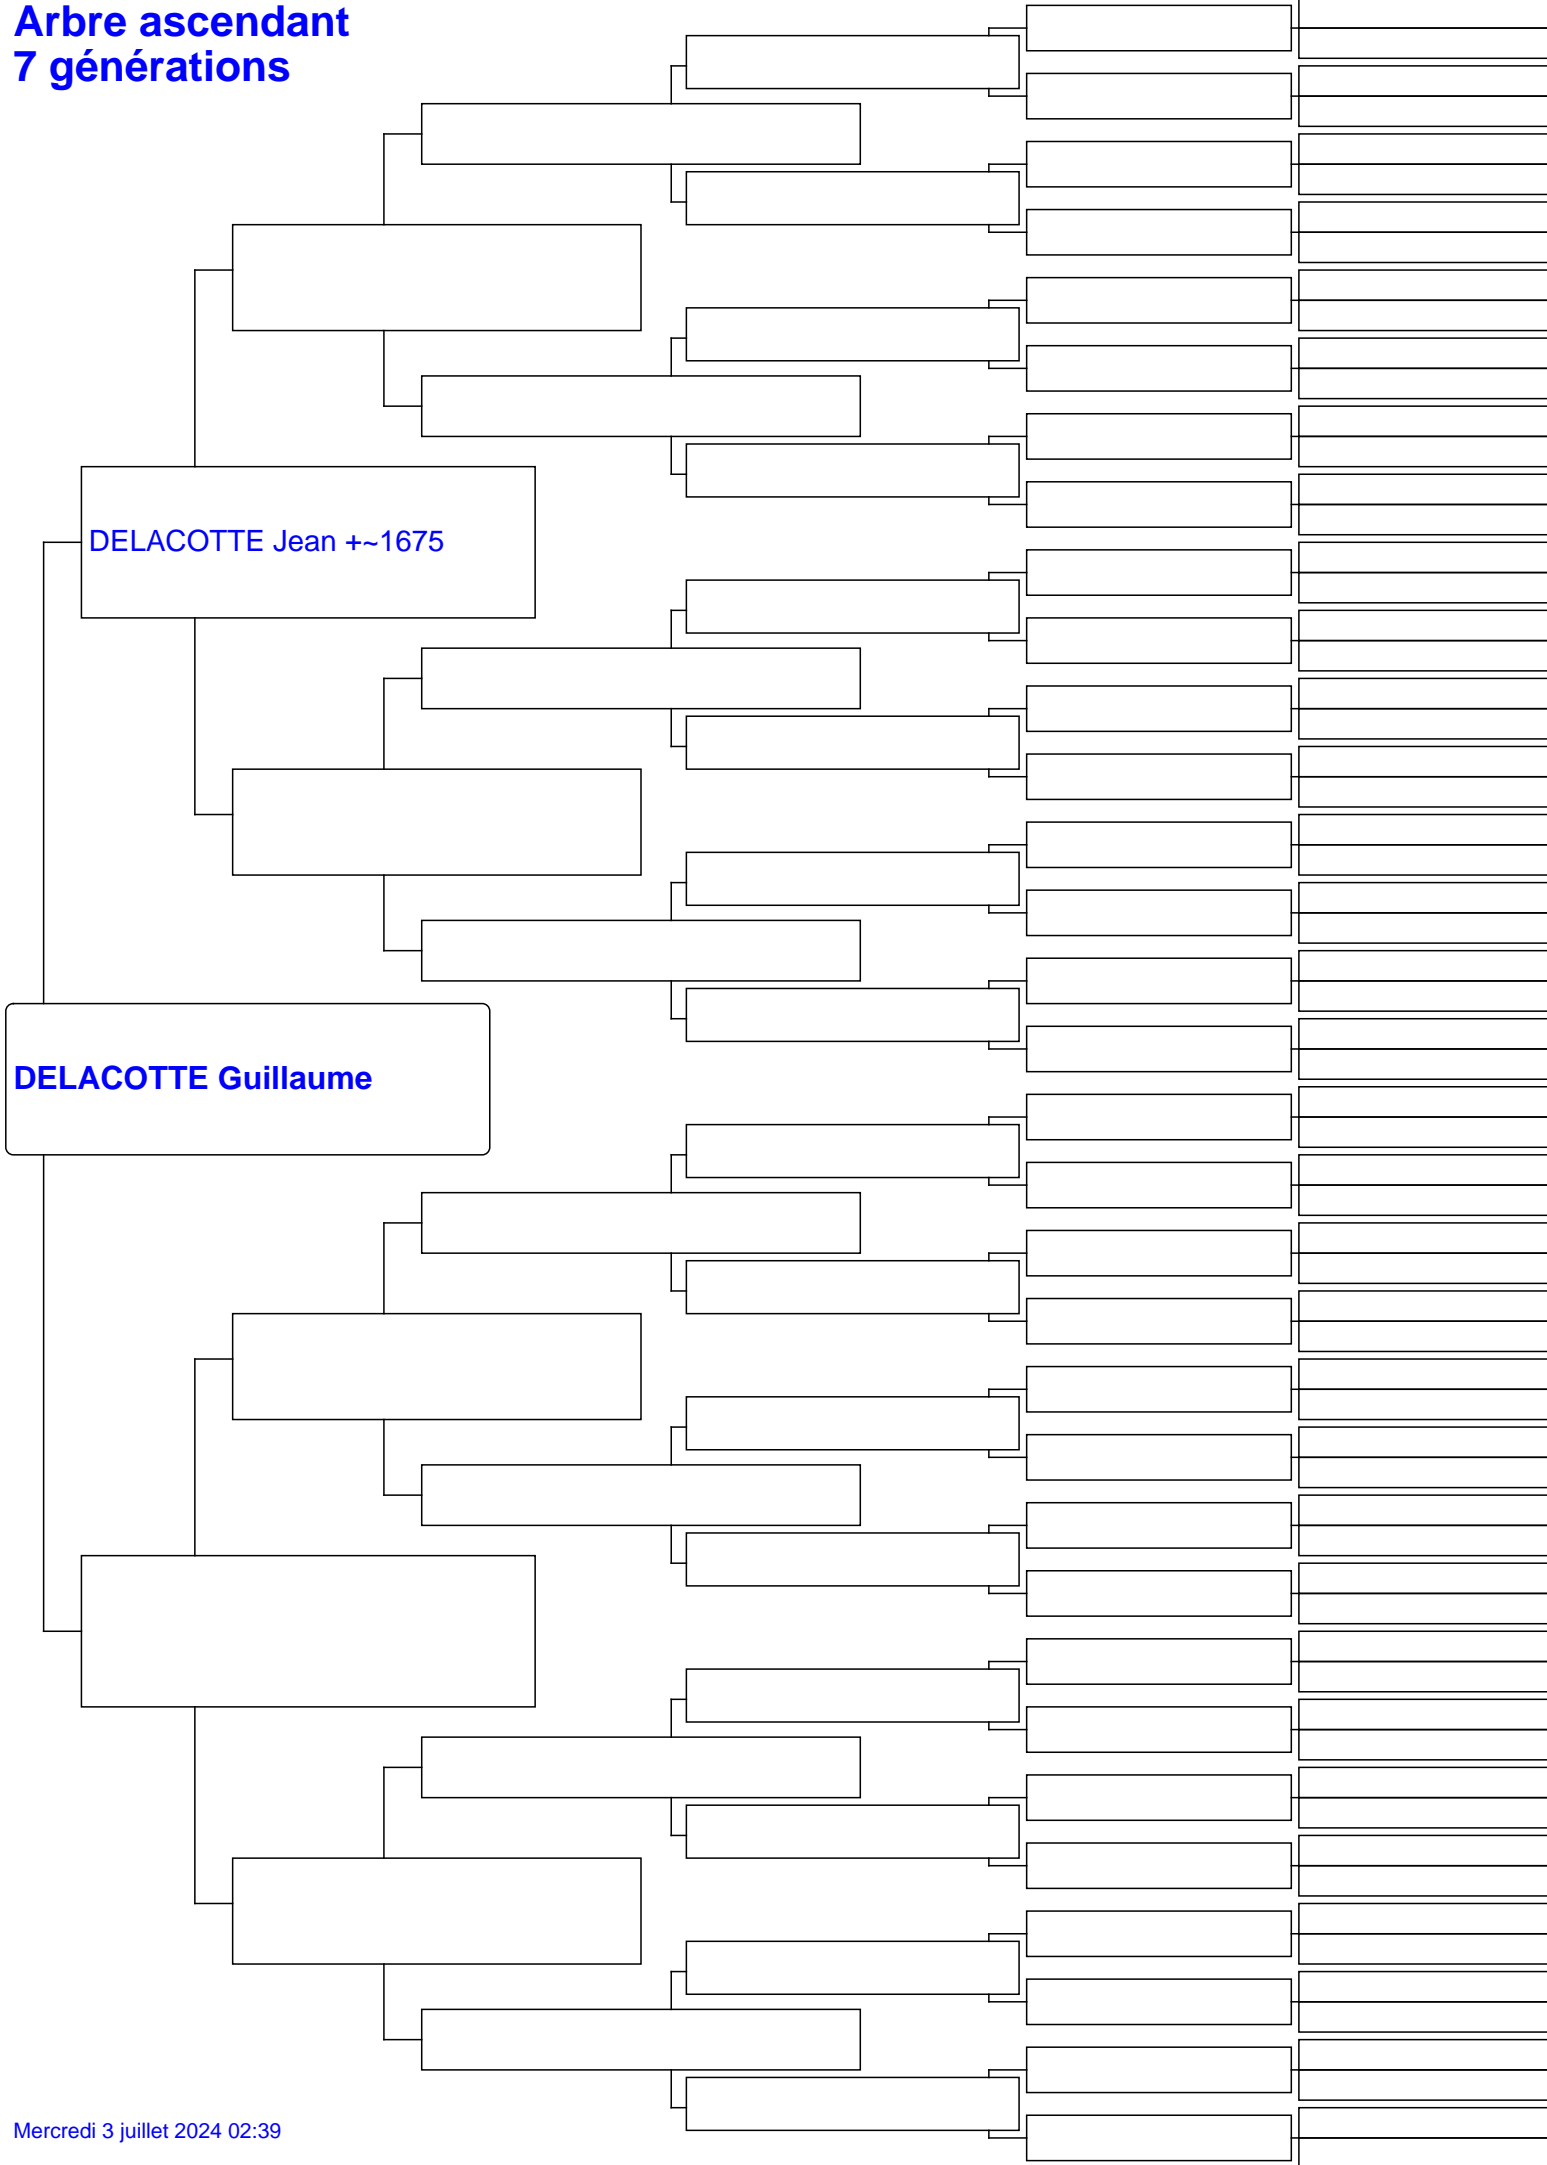 Arbre ascendant
7 générations
DELACOTTE Jean +~1675
DELACOTTE Guillaume
Mercredi 3 juillet 2024 02:39